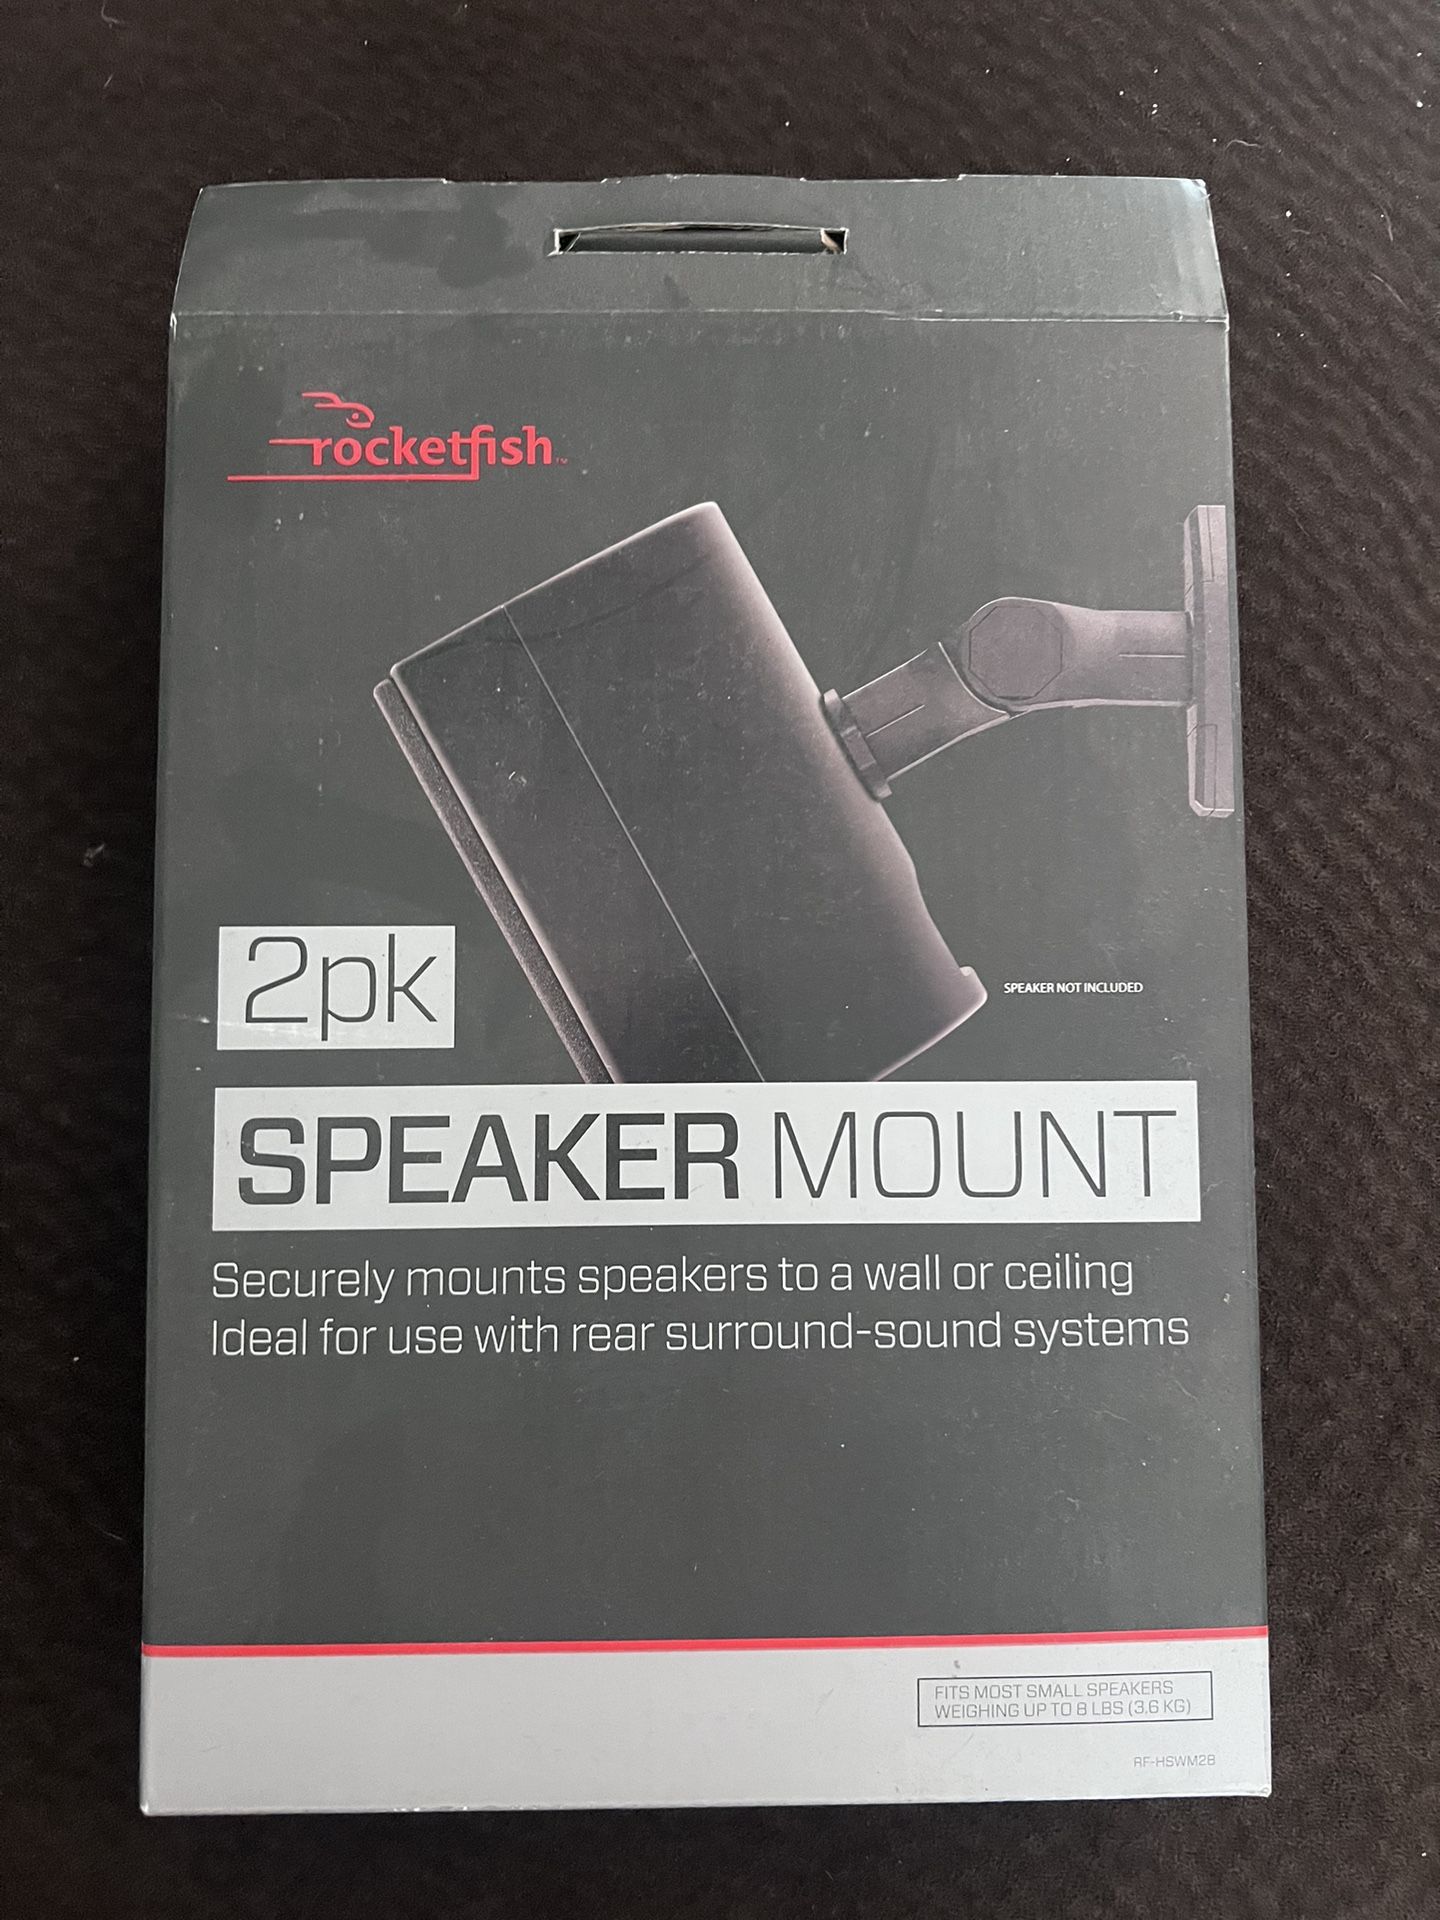 rocketfish™
SPEAKER NOT INCLUDED
2pk
SPEAKER MOUNT
Securely mounts speakers to a wall or ceiling
Ideal for use with rear surround-sound systems
FITS MOST SMALL SPEAKERS
WEIGHING UP TO 8 LBS (3.6 KG)
RF-HSWM2B